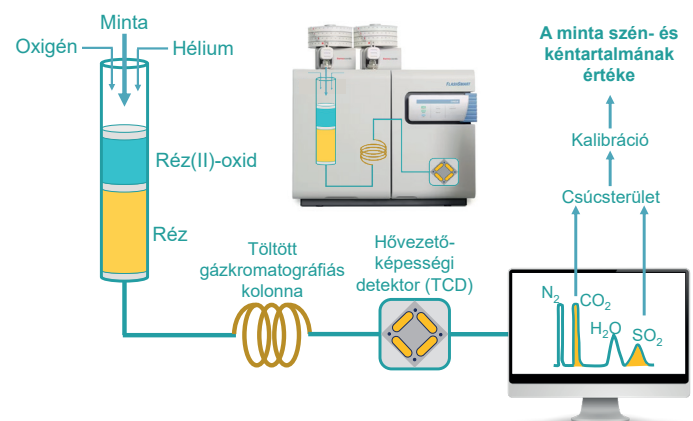 Minta
Oxigén
Hélium
Réz(II)-oxid
Réz
Töltött
gázkromatográfiás
kolonna
Hővezető-
képességi
detektor (TCD)
A minta szén- és
kéntartalmának
értéke
Kalibráció
Csúcsterület
N2
CO2
H2O
SO2